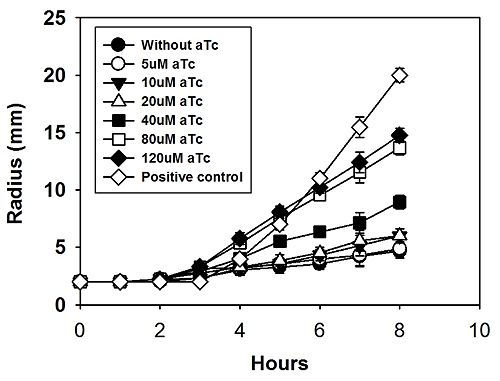 25
20
15
10
5
0
Radius (mm)
Without aTc
5uM aTc
10uM aTc
20uM aTc
40uM aTc
80uM aTc
120uM aTc
Positive control
0 2 4 6 8 10
Hours